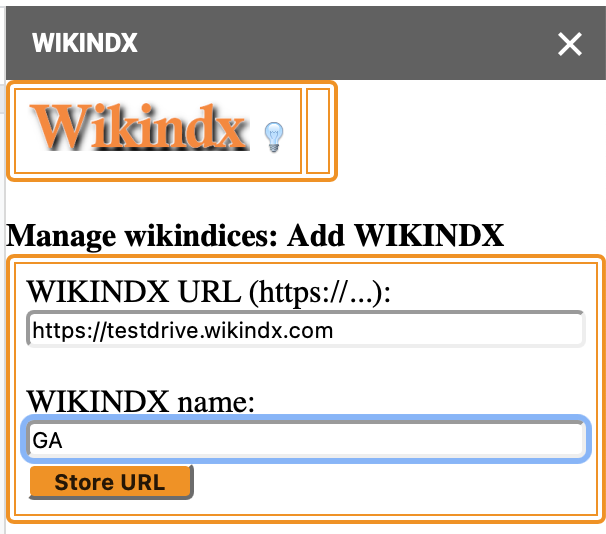 WIKINDX
Wikindx
Manage wikindices: Add WIKINDX
WIKINDX URL (https://...):
https://testdrive.wikindx.com
WIKINDX name:
GA
Store URL